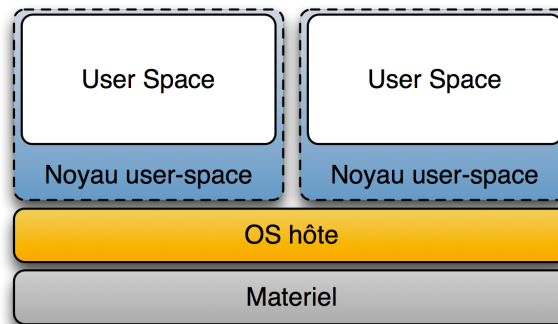 User Space
User Space
Noyau user-space
Noyau user-space
OS hôte
Materiel